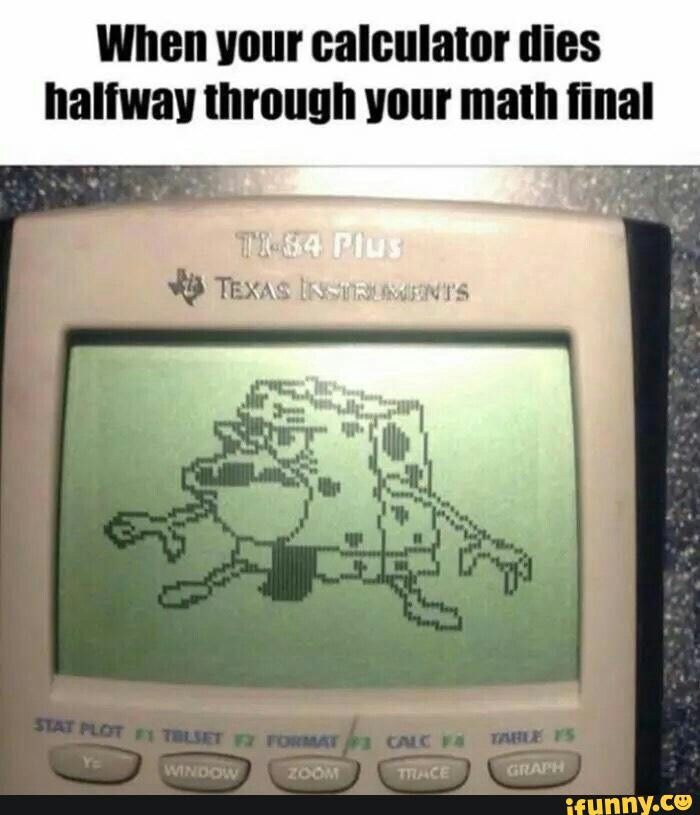 When your calculator dies
halfway through your math final
TI-84 Plus
TEXAS INSTRUMENTS
STAT PLOT F1 TBLSET F2 FORMAT F3 CALC F4 TABLE F5
Y= WINDOW ZOOM TRACE GRAPH
ifunny.co